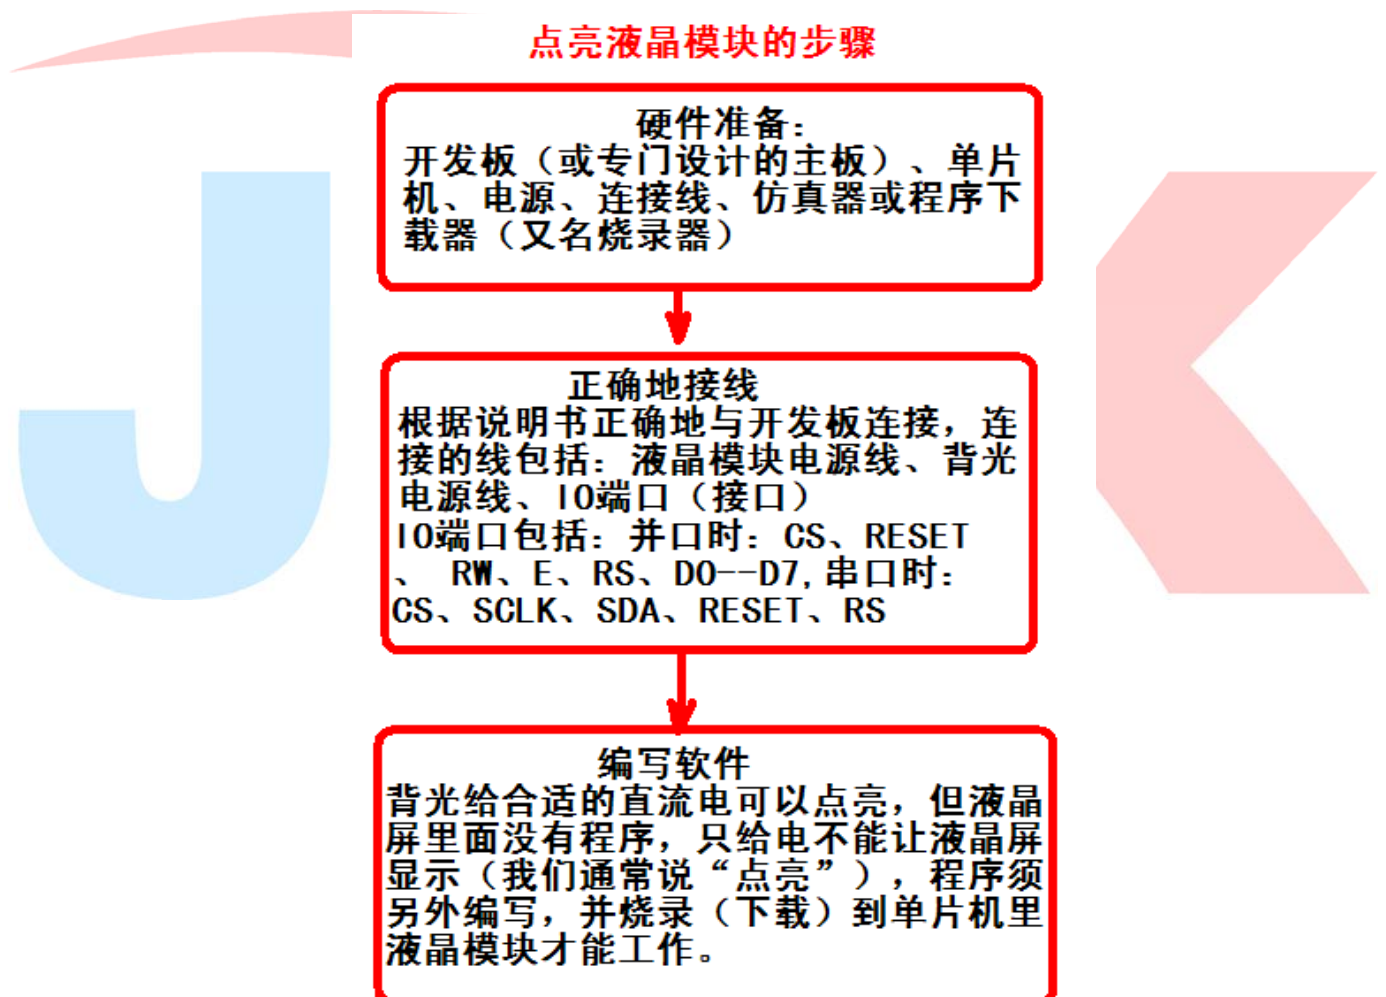 点亮液晶模块的步骤
硬件准备：
开发板（或专门设计的主板）、单片
机、电源、连接线、仿真器或程序下
载器（又名烧录器）
正确地接线
根据说明书正确地与开发板连接，连
接的线包括：液晶模块电源线、背光
电源线、IO端口（接口）
IO端口包括：并口时：CS、RESET
、 RW、E、RS、D0--D7,串口时：
CS、SCLK、SDA、RESET、RS
编写软件
背光给合适的直流电可以点亮，但液晶
屏里面没有程序，只给电不能让液晶屏
显示（我们通常说“点亮”），程序须
另外编写，并烧录（下载）到单片机里
液晶模块才能工作。
JK